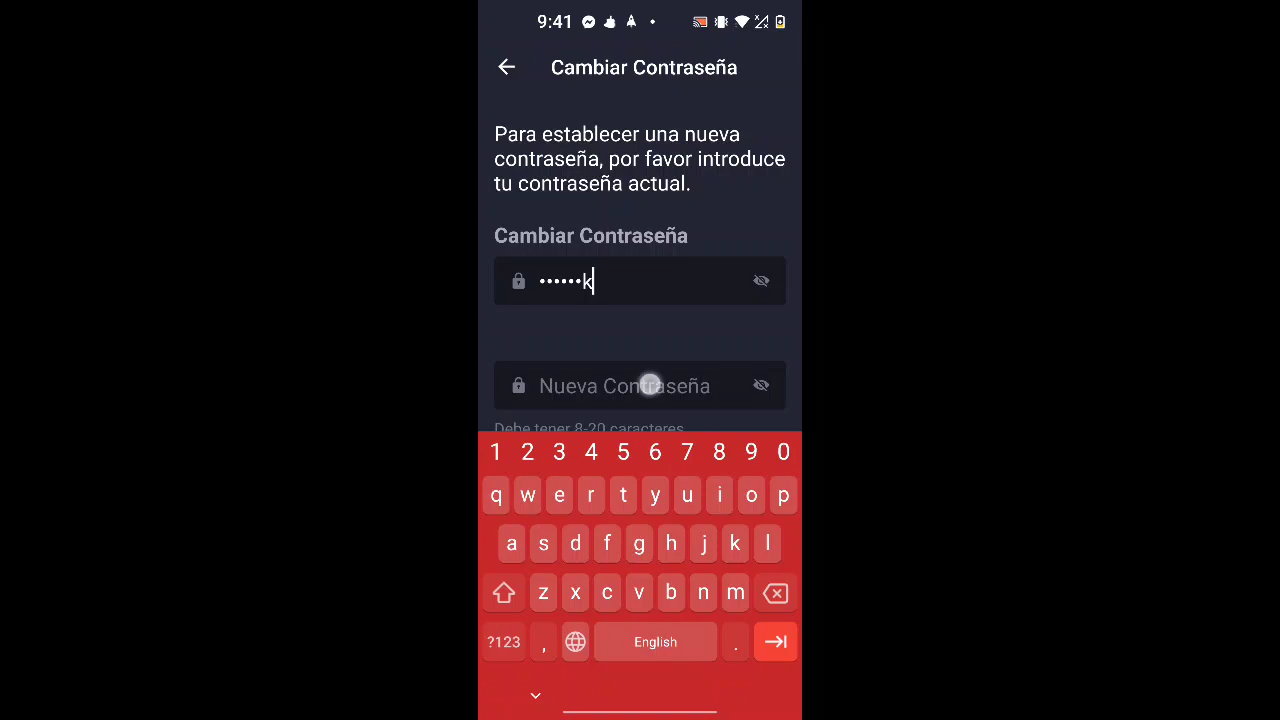 9:41
Cambiar Contraseña
Para establecer una nueva
contraseña, por favor introduce
tu contraseña actual.
Cambiar Contraseña
••••••k
Nueva Contraseña
Debe tener 8-20 caracteres
1 2 3 4 5 6 7 8 9 0
q w e r t y u i o p
a s d f g h j k l
z x c v b n m
?123 , English .